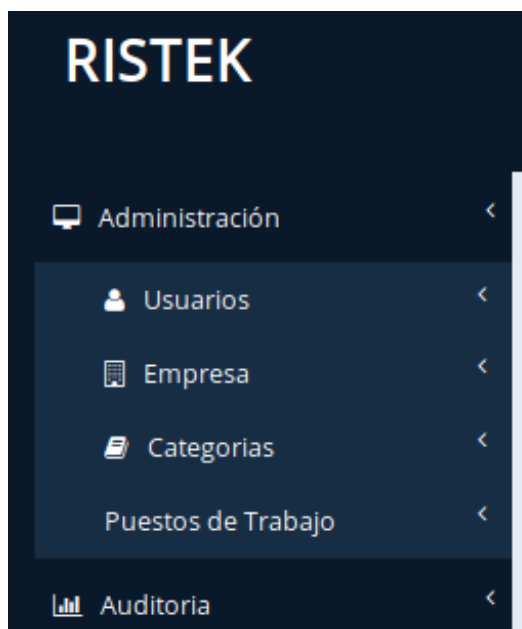 RISTEK
Administración
Usuarios
Empresa
Categorias
Puestos de Trabajo
Auditoria